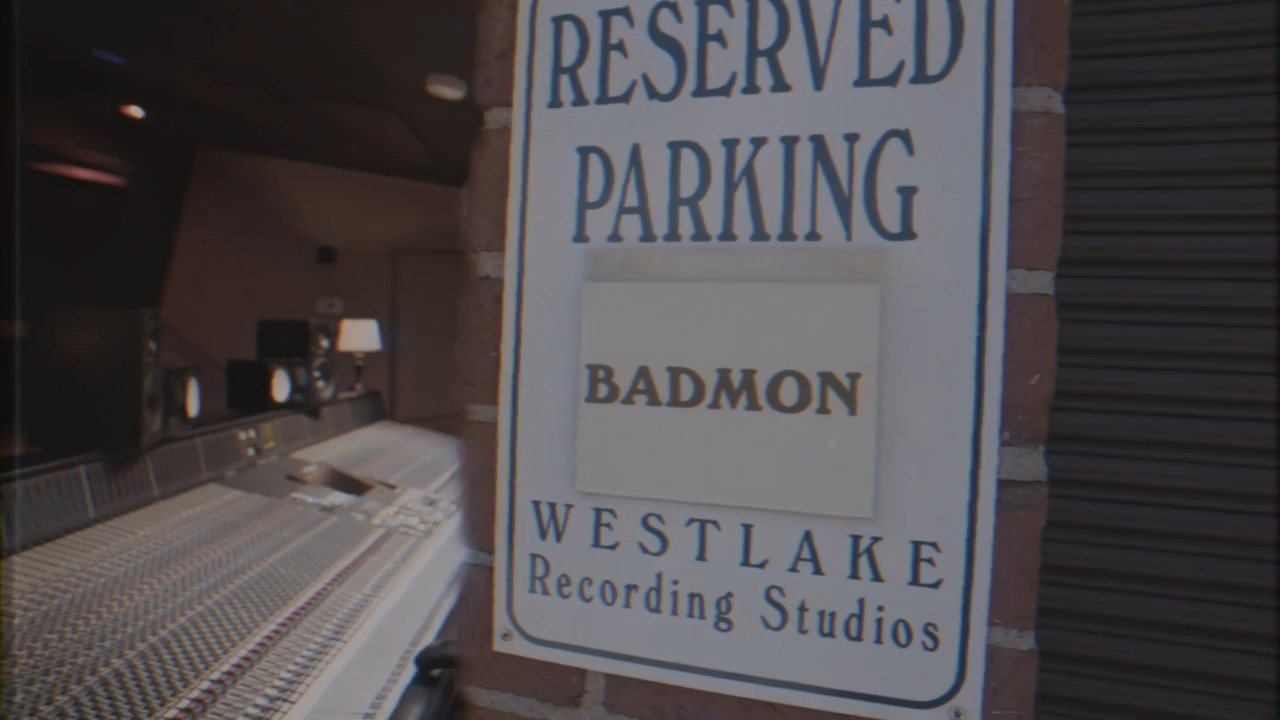 RESERVED
PARKING
BADMON
WESTLAKE
Recording Studios